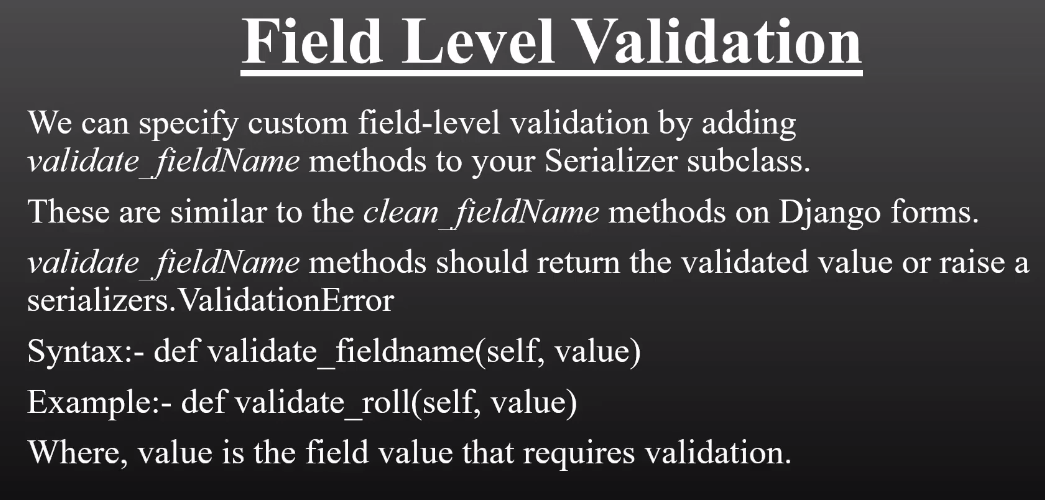 Field Level Validation
We can specify custom field-level validation by adding
validate_fieldName methods to your Serializer subclass.
These are similar to the clean_fieldName methods on Django forms.
validate_fieldName methods should return the validated value or raise a
serializers.ValidationError
Syntax:- def validate_fieldname(self, value)
Example:- def validate_roll(self, value)
Where, value is the field value that requires validation.